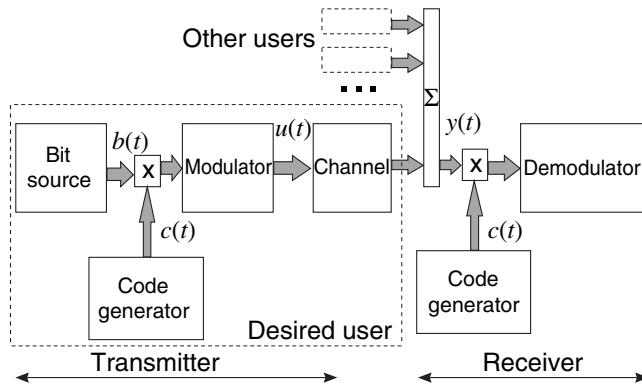 Other users
...
Σ
b(t)
u(t)
y(t)
Bit
source
x
Modulator
Channel
x
Demodulator
c(t)
c(t)
Code
generator
Code
generator
Desired user
Transmitter
Receiver